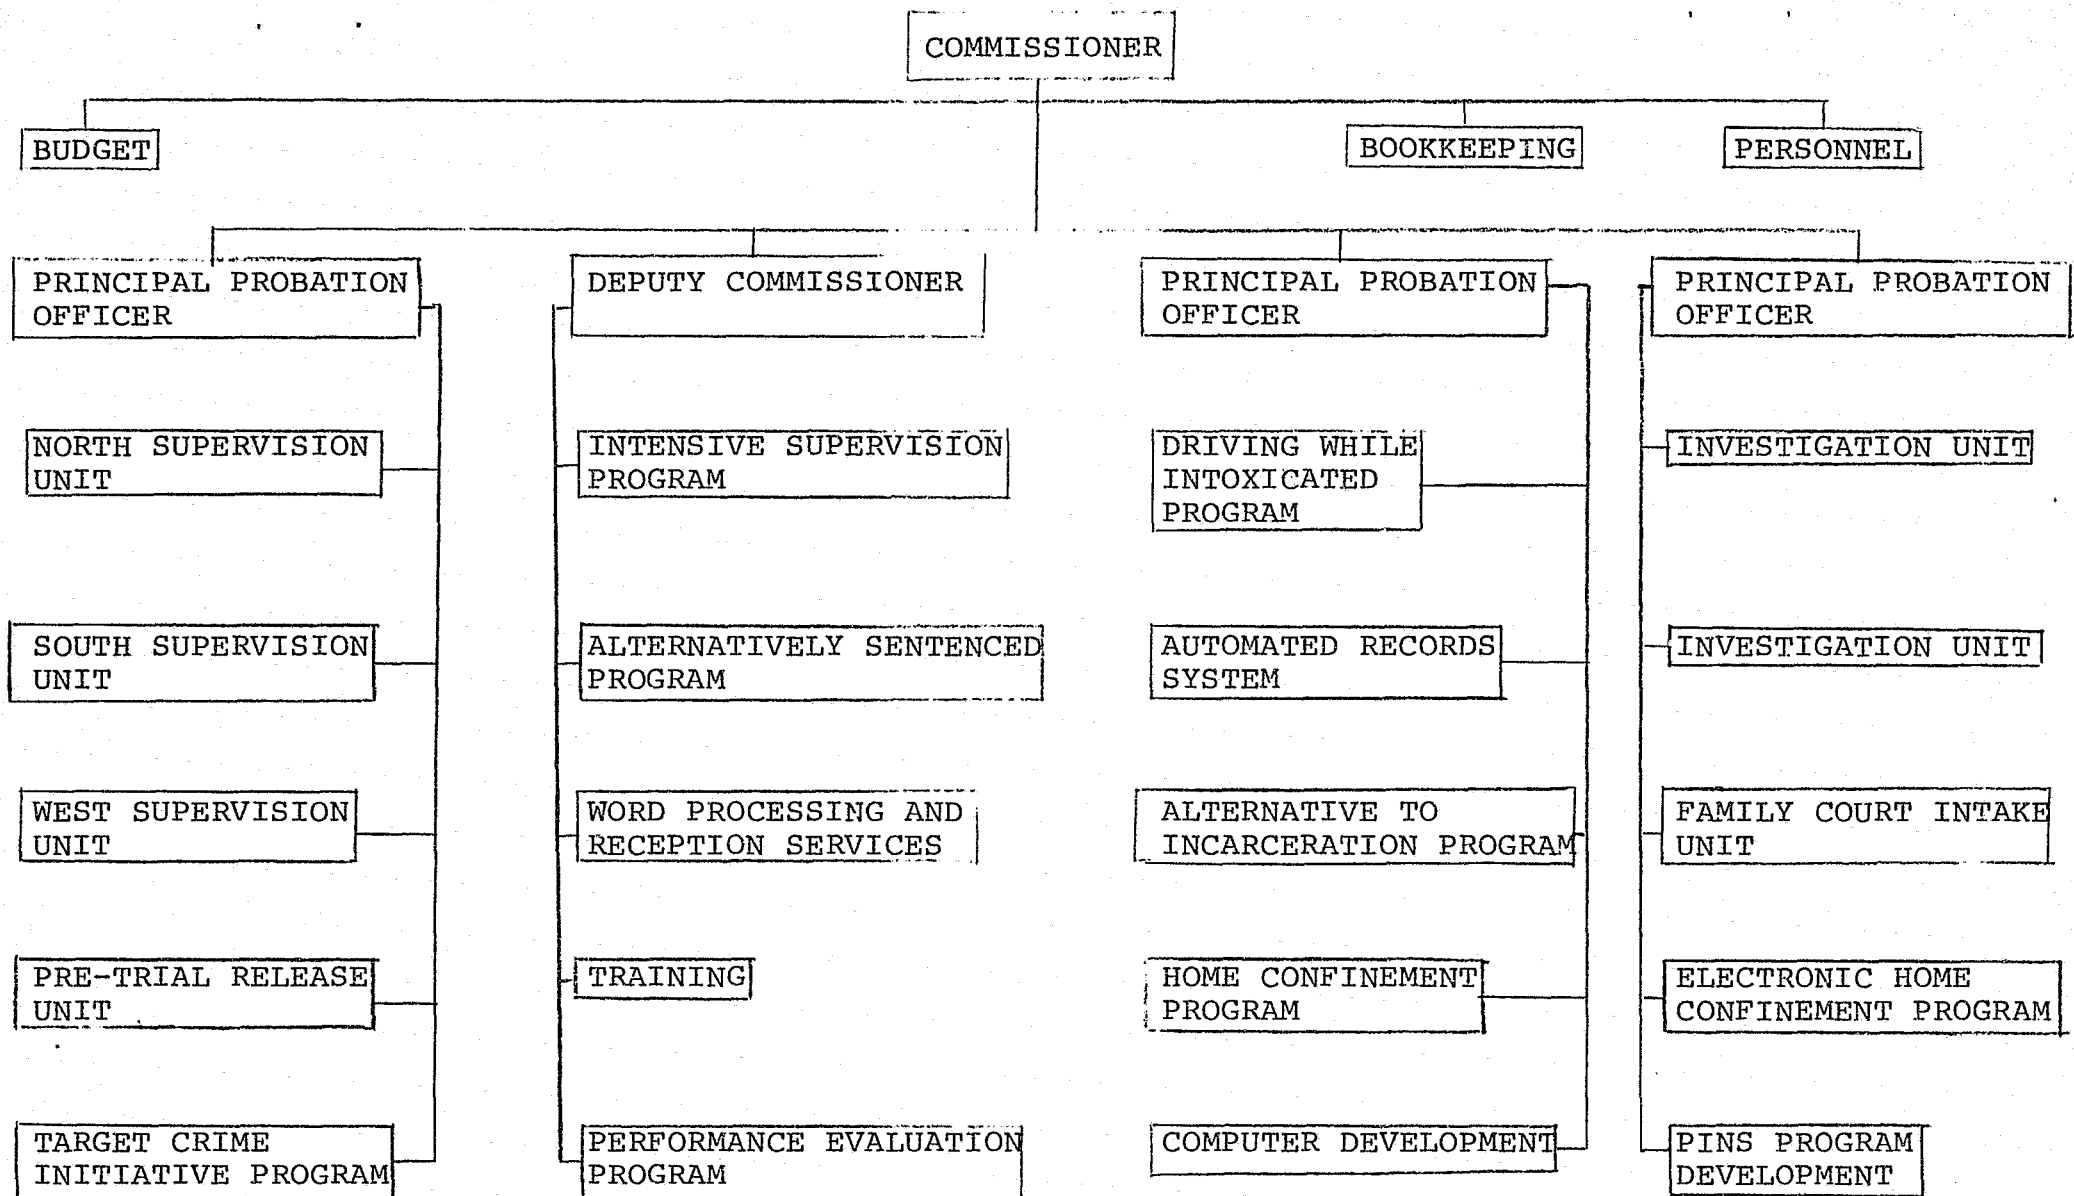 COMMISSIONER
BUDGET
BOOKKEEPING
PERSONNEL
PRINCIPAL PROBATION
OFFICER
DEPUTY COMMISSIONER
PRINCIPAL PROBATION
OFFICER
PRINCIPAL PROBATION
OFFICER
NORTH SUPERVISION
UNIT
INTENSIVE SUPERVISION
PROGRAM
DRIVING WHILE
INTOXICATED
PROGRAM
INVESTIGATION UNIT
SOUTH SUPERVISION
UNIT
ALTERNATIVELY SENTENCED
PROGRAM
AUTOMATED RECORDS
SYSTEM
INVESTIGATION UNIT
WEST SUPERVISION
UNIT
WORD PROCESSING AND
RECEPTION SERVICES
ALTERNATIVE TO
INCARCERATION PROGRAM
FAMILY COURT INTAKE
UNIT
PRE-TRIAL RELEASE
UNIT
TRAINING
HOME CONFINEMENT
PROGRAM
ELECTRONIC HOME
CONFINEMENT PROGRAM
TARGET CRIME
INITIATIVE PROGRAM
PERFORMANCE EVALUATION
PROGRAM
COMPUTER DEVELOPMENT
PINS PROGRAM
DEVELOPMENT